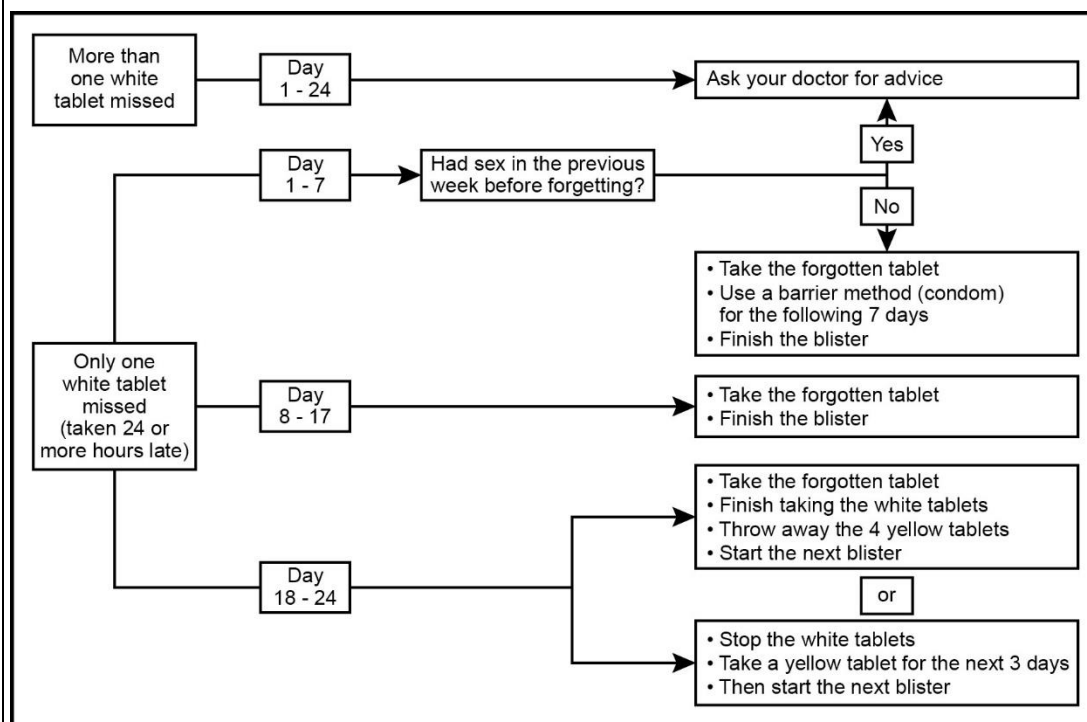 More than
one white
tablet missed
Day
1 - 24
Ask your doctor for advice
Yes
Day
1 - 7
Had sex in the previous
week before forgetting?
No
• Take the forgotten tablet
• Use a barrier method (condom)
for the following 7 days
• Finish the blister
Only one
white tablet
missed
(taken 24 or
more hours late)
Day
8 - 17
• Take the forgotten tablet
• Finish the blister
Day
18 - 24
• Take the forgotten tablet
• Finish taking the white tablets
• Throw away the 4 yellow tablets
• Start the next blister
or
• Stop the white tablets
• Take a yellow tablet for the next 3 days
• Then start the next blister